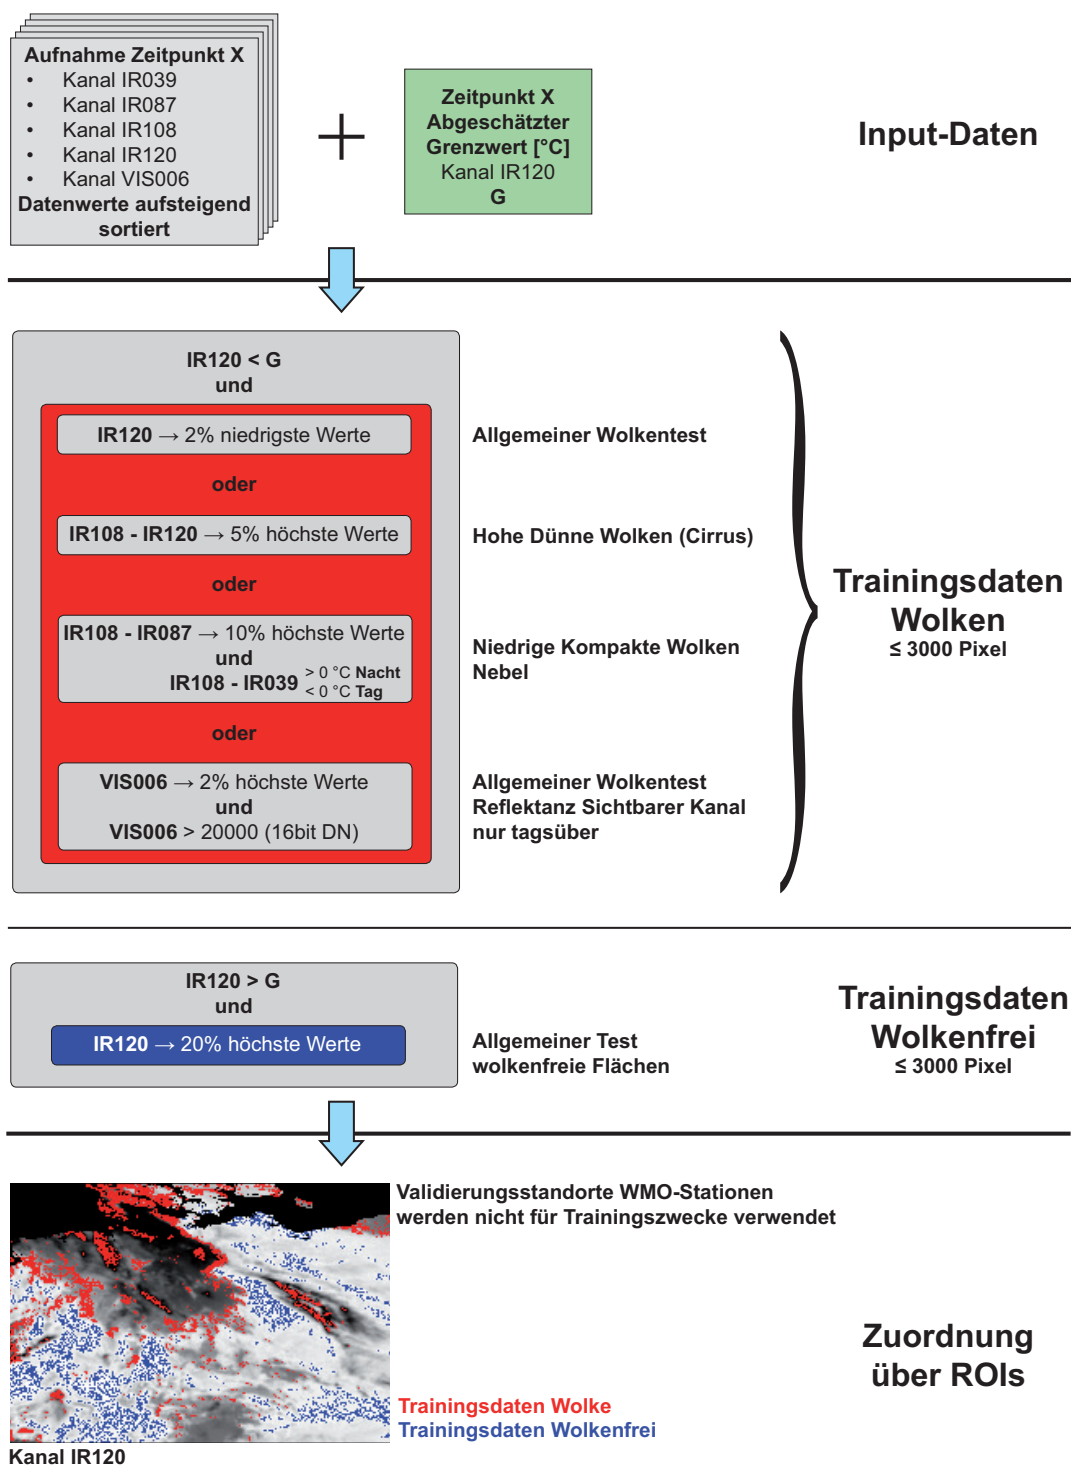 Aufnahme Zeitpunkt X
• Kanal IR039
• Kanal IR087
• Kanal IR108
• Kanal IR120
• Kanal VIS006
Datenwerte aufsteigend
sortiert
+
Zeitpunkt X
Abgeschätzter
Grenzwert [°C]
Kanal IR120
G
Input-Daten
IR120 < G
und
IR120 → 2% niedrigste Werte
Allgemeiner Wolkentest
oder
IR108 - IR120 → 5% höchste Werte
Hohe Dünne Wolken (Cirrus)
oder
IR108 - IR087 → 10% höchste Werte
und
IR108 - IR039 > 0 °C Nacht
< 0 °C Tag
Niedrige Kompakte Wolken
Nebel
oder
VIS006 → 2% höchste Werte
und
VIS006 > 20000 (16bit DN)
Allgemeiner Wolkentest
Reflektanz Sichtbarer Kanal
nur tagsüber
Trainingsdaten
Wolken
≤ 3000 Pixel
IR120 > G
und
IR120 → 20% höchste Werte
Allgemeiner Test
wolkenfreie Flächen
Trainingsdaten
Wolkenfrei
≤ 3000 Pixel
Validierungsstandorte WMO-Stationen
werden nicht für Trainingszwecke verwendet
Zuordnung
über ROIs
Trainingsdaten Wolke
Trainingsdaten Wolkenfrei
Kanal IR120